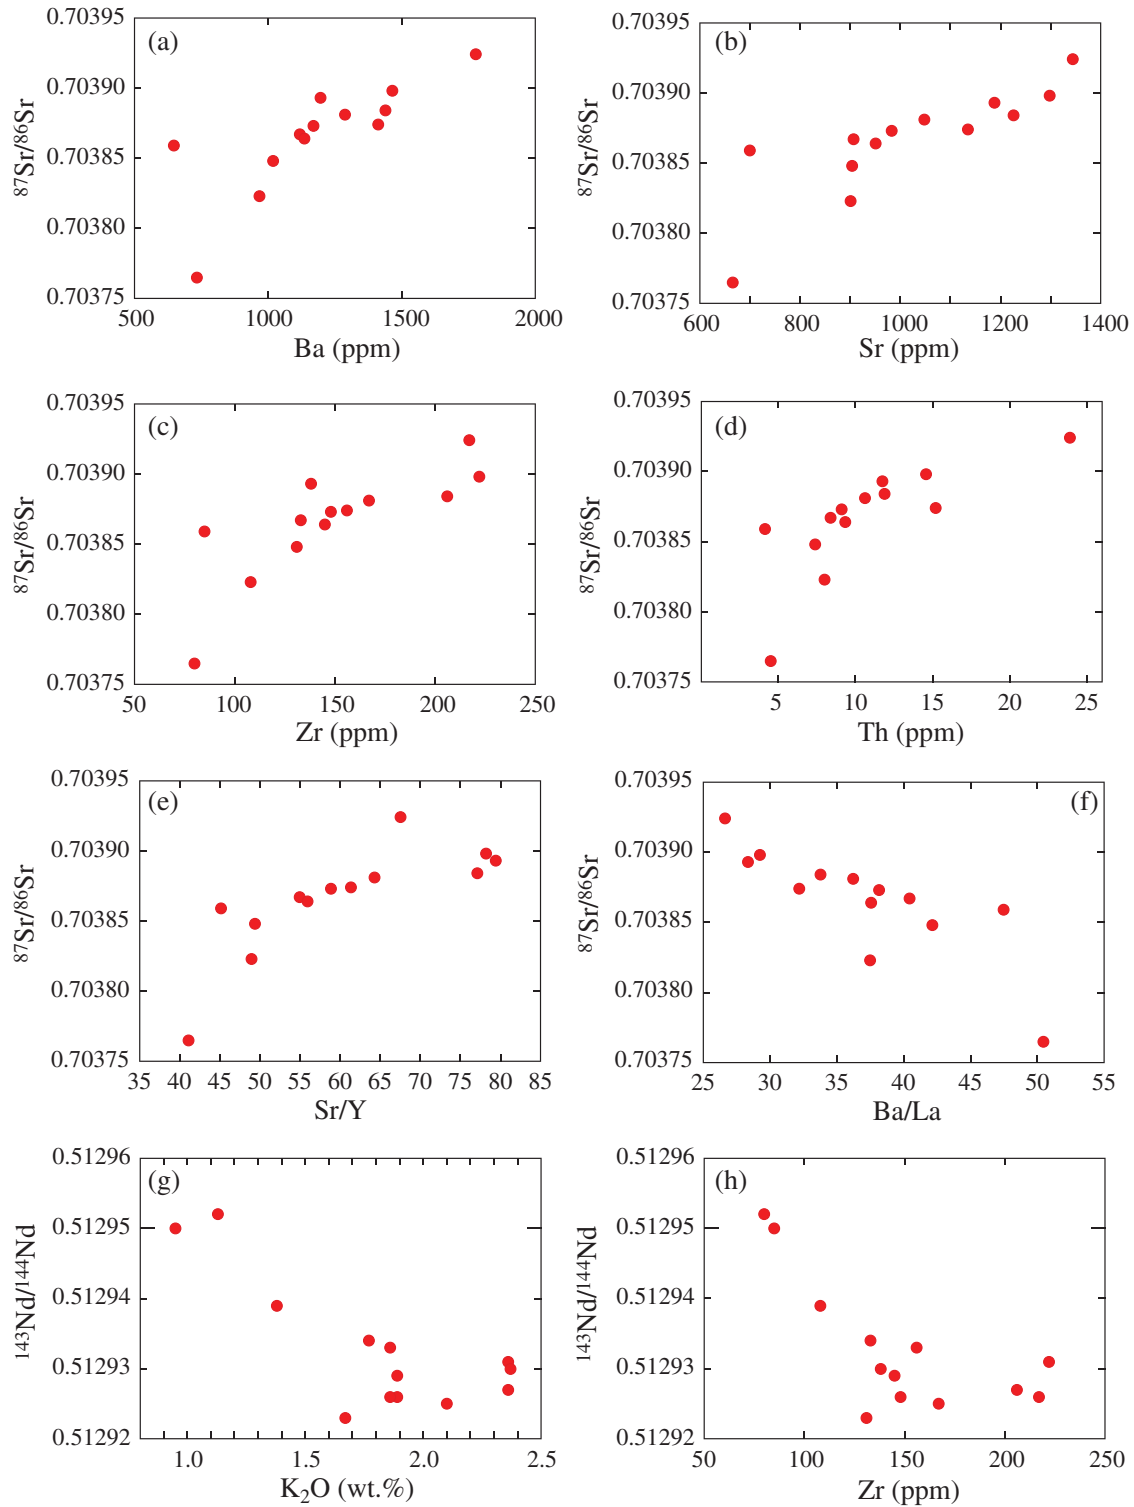 (a)
0.70395
0.70390
0.70385
0.70380
0.70375
87Sr/86Sr
500 1000 1500 2000
Ba (ppm)
(b)
0.70395
0.70390
0.70385
0.70380
0.70375
87Sr/86Sr
600 800 1000 1200 1400
Sr (ppm)
(c)
0.70395
0.70390
0.70385
0.70380
0.70375
87Sr/86Sr
50 100 150 200 250
Zr (ppm)
(d)
0.70395
0.70390
0.70385
0.70380
0.70375
87Sr/86Sr
5 10 15 20 25
Th (ppm)
(e)
0.70395
0.70390
0.70385
0.70380
0.70375
87Sr/86Sr
35 40 45 50 55 60 65 70 75 80 85
Sr/Y
(f)
0.70395
0.70390
0.70385
0.70380
0.70375
87Sr/86Sr
25 30 35 40 45 50 55
Ba/La
(g)
0.51296
0.51295
0.51294
0.51293
0.51292
143Nd/144Nd
1.0 1.5 2.0 2.5
K2O (wt.%)
(h)
0.51296
0.51295
0.51294
0.51293
0.51292
143Nd/144Nd
50 100 150 200 250
Zr (ppm)